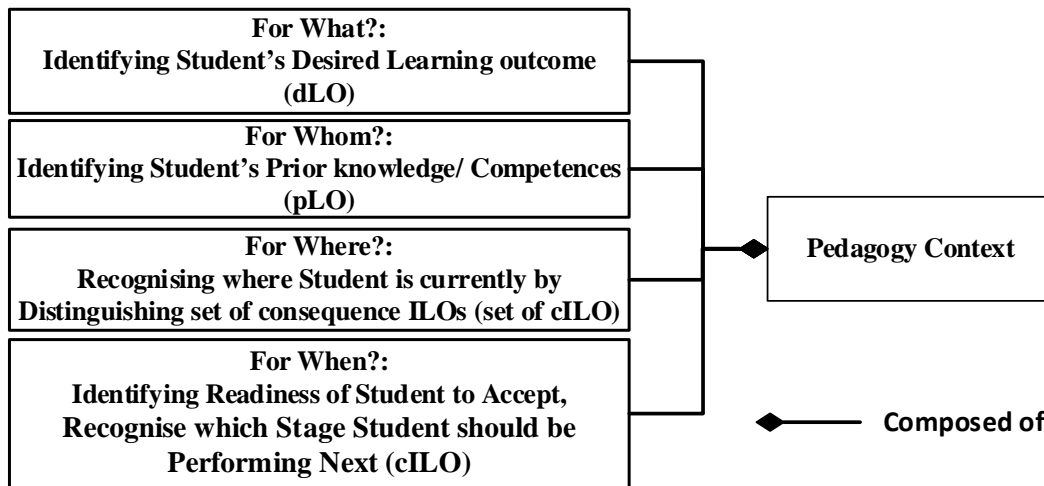 For What?:
Identifying Student’s Desired Learning outcome
(dLO)
For Whom?:
Identifying Student’s Prior knowledge/ Competences
(pLO)
For Where?:
Recognising where Student is currently by
Distinguishing set of consequence ILOs (set of cILO)
For When?:
Identifying Readiness of Student to Accept,
Recognise which Stage Student should be
Performing Next (cILO)
Pedagogy Context
Composed of